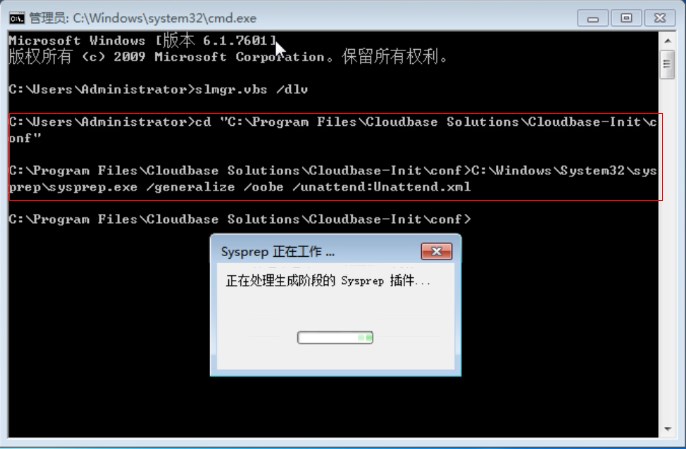 管理员: C:\Windows\system32\cmd.exe
Microsoft Windows [版本 6.1.7601]
版权所有 (c) 2009 Microsoft Corporation。保留所有权利。
C:\Users\Administrator>slmgr.vbs /dlv
C:\Users\Administrator>cd "C:\Program Files\Cloudbase Solutions\Cloudbase-Init\c
onf"
C:\Program Files\Cloudbase Solutions\Cloudbase-Init\conf>C:\Windows\System32\sys
prep\sysprep.exe /generalize /oobe /unattend:Unattend.xml
C:\Program Files\Cloudbase Solutions\Cloudbase-Init\conf>
Sysprep 正在工作 ...
正在处理生成阶段的 Sysprep 插件...